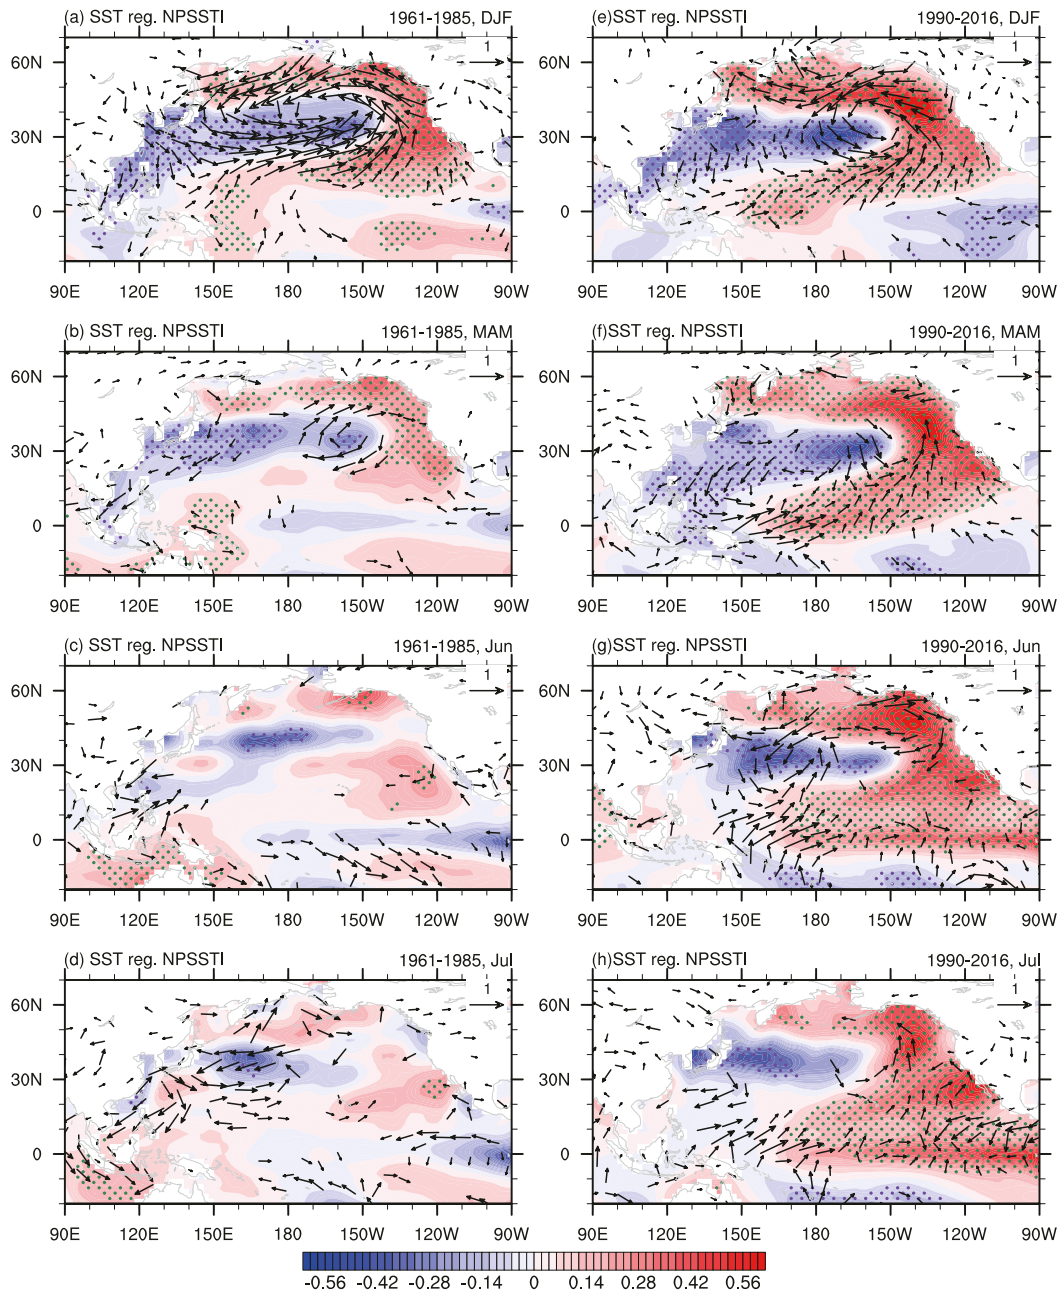 (a) SST reg. NPSSTI 1961-1985, DJF
1
60N
30N
0
90E 120E 150E 180 150W 120W 90W
(e)SST reg. NPSSTI 1990-2016, DJF
1
60N
30N
0
90E 120E 150E 180 150W 120W 90W
(b) SST reg. NPSSTI 1961-1985, MAM
1
60N
30N
0
90E 120E 150E 180 150W 120W 90W
(f)SST reg. NPSSTI 1990-2016, MAM
1
60N
30N
0
90E 120E 150E 180 150W 120W 90W
(c) SST reg. NPSSTI 1961-1985, Jun
1
60N
30N
0
90E 120E 150E 180 150W 120W 90W
(g)SST reg. NPSSTI 1990-2016, Jun
1
60N
30N
0
90E 120E 150E 180 150W 120W 90W
(d) SST reg. NPSSTI 1961-1985, Jul
1
60N
30N
0
90E 120E 150E 180 150W 120W 90W
(h)SST reg. NPSSTI 1990-2016, Jul
1
60N
30N
0
90E 120E 150E 180 150W 120W 90W
-0.56 -0.42 -0.28 -0.14 0 0.14 0.28 0.42 0.56